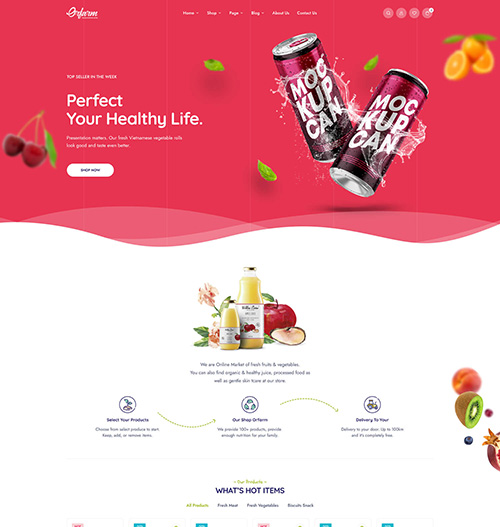 Orfarm
Home Shop Page Blog About Us Contact Us
TOP SELLER IN THE WEEK
Perfect
Your Healthy Life.
Presentation matters. Our fresh Vietnamese vegetable rolls
look good and taste even better.
SHOP NOW
MOCK
KUP
CAN
MOC
KUP
CAN
We are Online Market of fresh fruits & vegetables.
You can also find organic & healthy juice, processed food as
well as gentle skin tcare at our store.
Select Your Products
Choose from select produce to start.
Keep, add, or remove items.
Our Shop Orfarm
We provide 100+ products, provide
enough nutrition for your family.
Delivery To You
Delivery to your door. Up to 100km
and it's completely free.
~ Our Products ~
WHAT'S HOT ITEMS
All Products Fresh Meat Fresh Vegetables Biscuits Snack